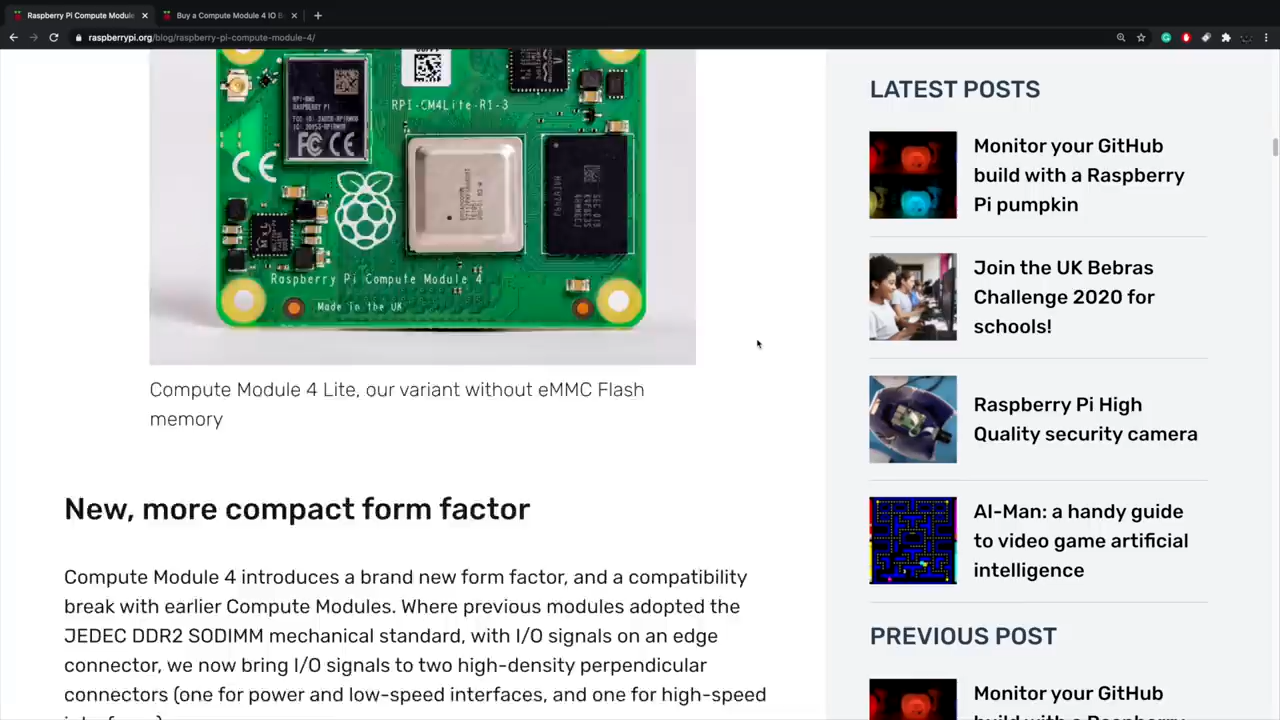 Raspberry Pi Compute Module
Buy a Compute Module 4 IO B
raspberrypi.org/blog/raspberry-pi-compute-module-4/
RPI-CM4Lite-R1-3
FCC CE
CE
Raspberry Pi Compute Module 4
Made in the UK
Compute Module 4 Lite, our variant without eMMC Flash
memory
New, more compact form factor
Compute Module 4 introduces a brand new form factor, and a compatibility
break with earlier Compute Modules. Where previous modules adopted the
JEDEC DDR2 SODIMM mechanical standard, with I/O signals on an edge
connector, we now bring I/O signals to two high-density perpendicular
connectors (one for power and low-speed interfaces, and one for high-speed
LATEST POSTS
Monitor your GitHub
build with a Raspberry
Pi pumpkin
Join the UK Bebras
Challenge 2020 for
schools!
Raspberry Pi High
Quality security camera
AI-Man: a handy guide
to video game artificial
intelligence
PREVIOUS POST
Monitor your GitHub
build with a Raspberry